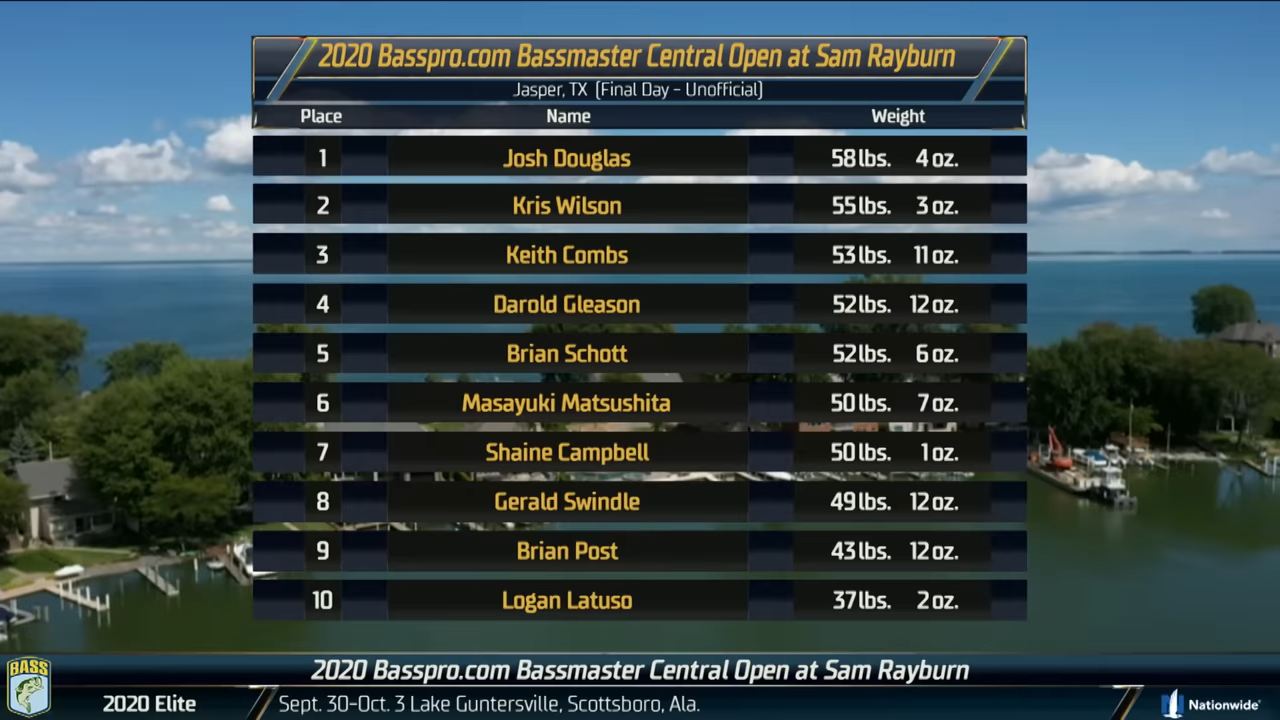 2020 Basspro.com Bassmaster Central Open at Sam Rayburn
Jasper, TX (Final Day - Unofficial)
Place Name Weight
1 Josh Douglas 58 lbs. 4 oz.
2 Kris Wilson 55 lbs. 3 oz.
3 Keith Combs 53 lbs. 11 oz.
4 Darold Gleason 52 lbs. 12 oz.
5 Brian Schott 52 lbs. 6 oz.
6 Masayuki Matsushita 50 lbs. 7 oz.
7 Shaine Campbell 50 lbs. 1 oz.
8 Gerald Swindle 49 lbs. 12 oz.
9 Brian Post 43 lbs. 12 oz.
10 Logan Latuso 37 lbs. 2 oz.
BASS
2020 Basspro.com Bassmaster Central Open at Sam Rayburn
2020 Elite Sept. 30-Oct. 3 Lake Guntersville, Scottsboro, Ala.
Nationwide®